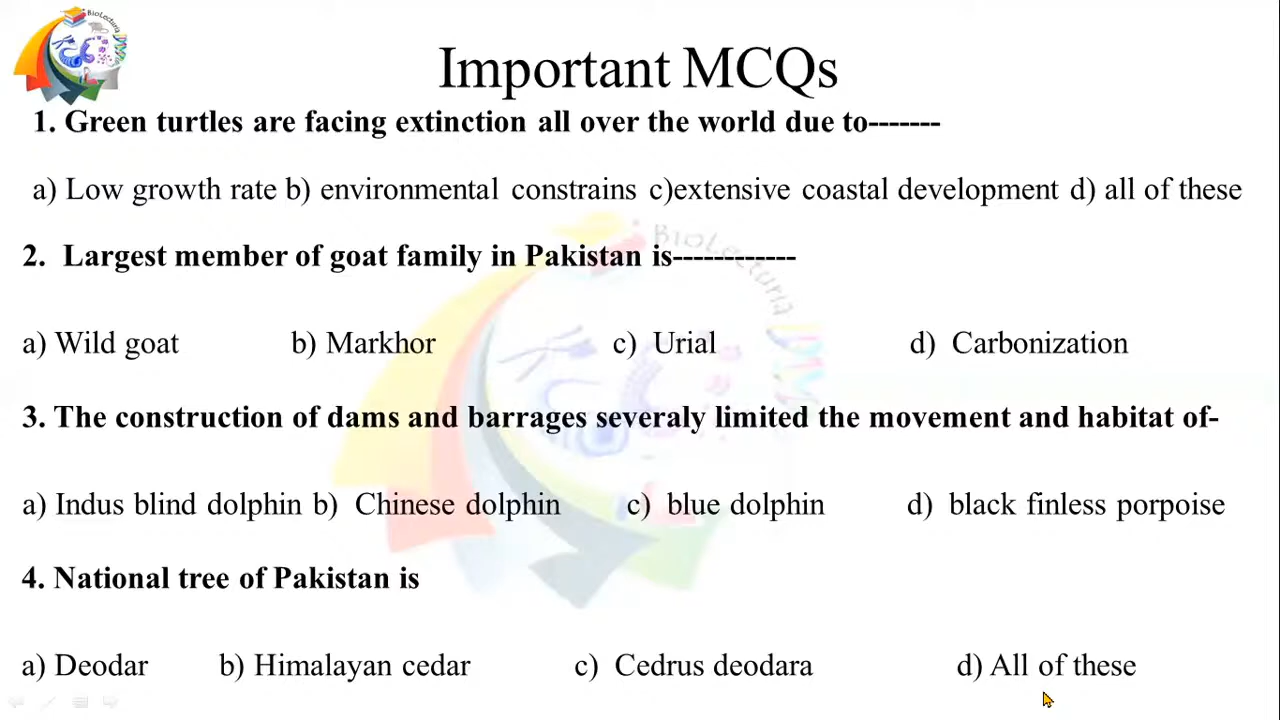 BioLecturia JVM
Important MCQs
1. Green turtles are facing extinction all over the world due to-------
a) Low growth rate b) environmental constrains c)extensive coastal development d) all of these
2. Largest member of goat family in Pakistan is------------
a) Wild goat b) Markhor c) Urial d) Carbonization
3. The construction of dams and barrages severaly limited the movement and habitat of-
a) Indus blind dolphin b) Chinese dolphin c) blue dolphin d) black finless porpoise
4. National tree of Pakistan is
a) Deodar b) Himalayan cedar c) Cedrus deodara d) All of these